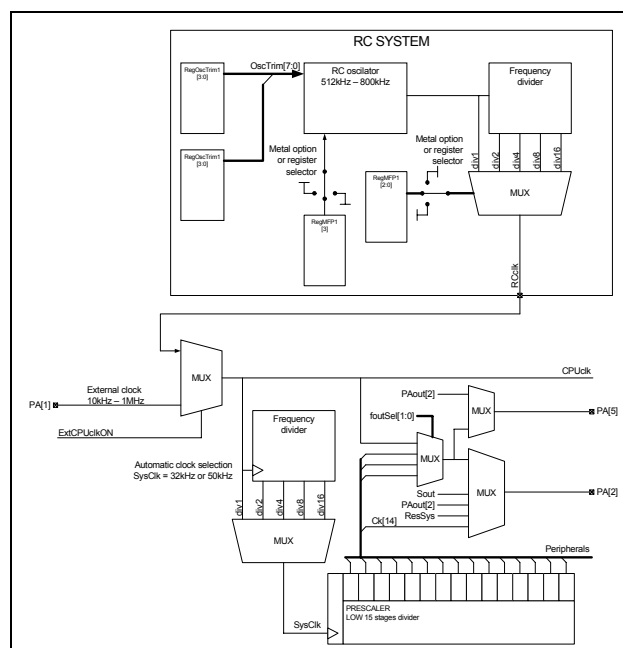 RC SYSTEM
RegOscTrim1
[3:0]
OscTrim[7:0]
RC oscilator
512kHz – 800kHz
Frequency
divider
RegOscTrim1
[3:0]
Metal option
or register
selector
Metal option
or register
selector
div1
div2
div4
div8
div16
RegMFP1
[2:0]
RegMFP1
[3]
MUX
RCclk
MUX
CPUclk
External clock
10kHz – 1MHz
PA[1]
ExtCPUclkON
PAout[2]
foutSel[1:0]
MUX
PA[5]
Frequency
divider
Automatic clock selection
SysClk = 32kHz or 50kHz
MUX
div1
div2
div4
div8
div16
Sout
PAout[2]
ResSys
Ck[14]
MUX
PA[2]
MUX
Peripherals
SysClk
PRESCALER
LOW 15 stages divider